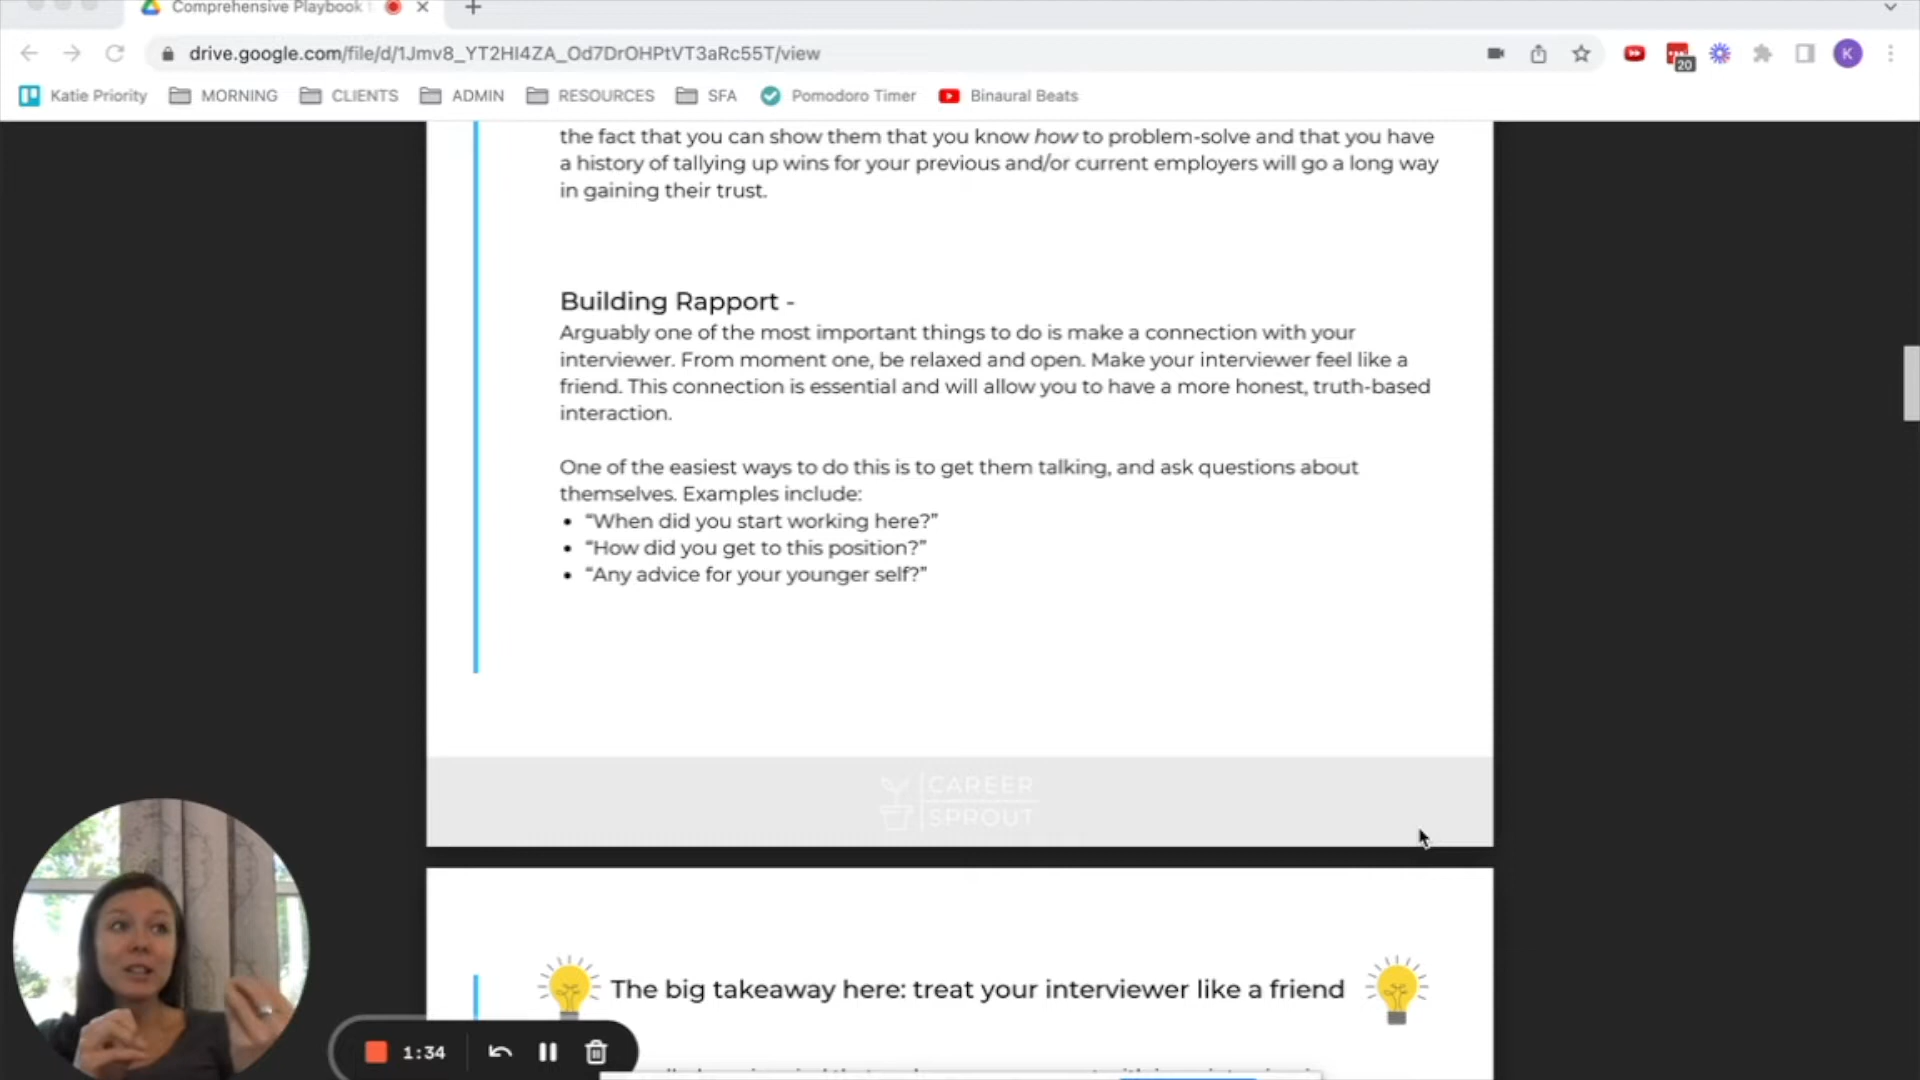 Comprehensive Playbook
drive.google.com/file/d/1Jmv8_YT2HI4ZA_Od7DrOHPtVT3aRc55T/view
20
K
Katie Priority
MORNING
CLIENTS
ADMIN
RESOURCES
SFA
Pomodoro Timer
Binaural Beats
the fact that you can show them that you know how to problem-solve and that you have
a history of tallying up wins for your previous and/or current employers will go a long way
in gaining their trust.
Building Rapport -
Arguably one of the most important things to do is make a connection with your
interviewer. From moment one, be relaxed and open. Make your interviewer feel like a
friend. This connection is essential and will allow you to have a more honest, truth-based
interaction.
One of the easiest ways to do this is to get them talking, and ask questions about
themselves. Examples include:
• “When did you start working here?”
• “How did you get to this position?”
• “Any advice for your younger self?”
CAREER
SPROUT
The big takeaway here: treat your interviewer like a friend
1:34